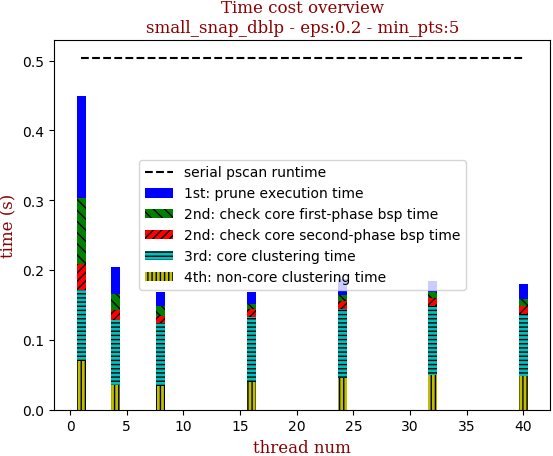 Time cost overview
small_snap_dblp - eps:0.2 - min_pts:5
time (s)
0.5
0.4
0.3
0.2
0.1
0.0
serial pscan runtime
1st: prune execution time
2nd: check core first-phase bsp time
2nd: check core second-phase bsp time
3rd: core clustering time
4th: non-core clustering time
0 5 10 15 20 25 30 35 40
thread num